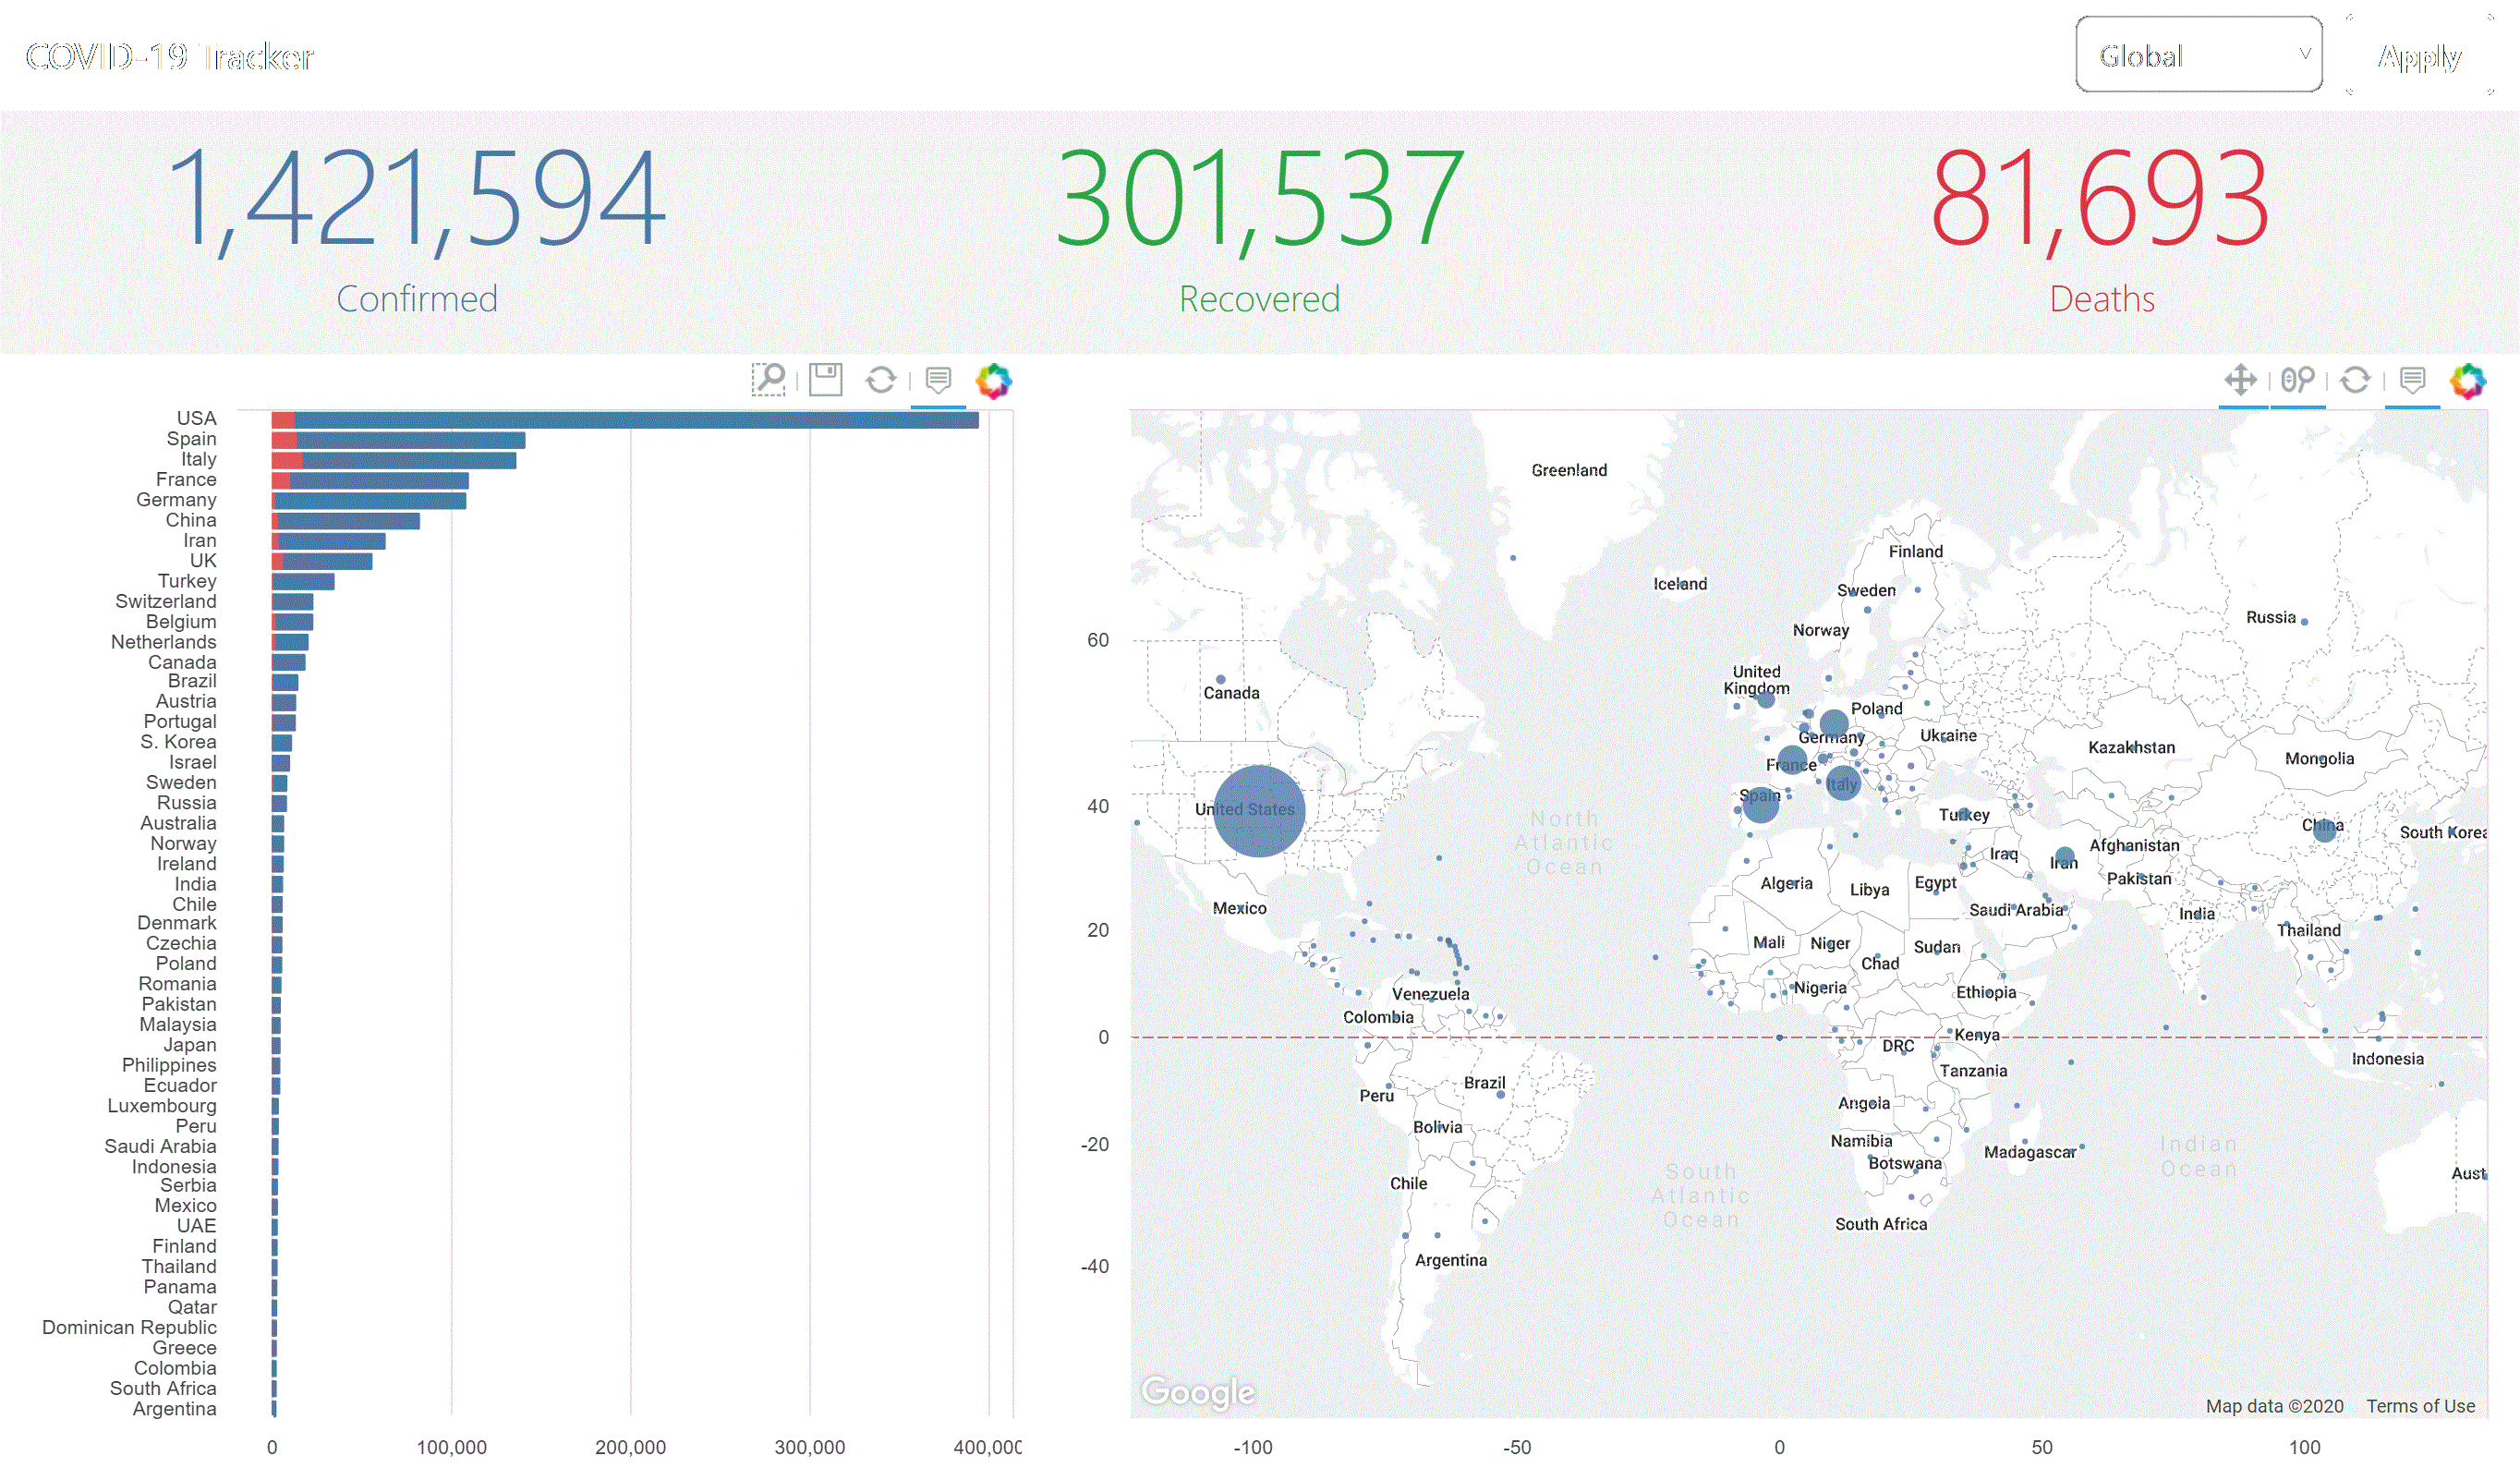 COVID-19 Tracker
Global
Apply
1,421,594
Confirmed
301,537
Recovered
81,693
Deaths
USA
Spain
Italy
France
Germany
China
Iran
UK
Turkey
Switzerland
Belgium
Netherlands
Canada
Brazil
Austria
Portugal
S. Korea
Israel
Sweden
Russia
Australia
Norway
Ireland
India
Chile
Denmark
Czechia
Poland
Romania
Pakistan
Malaysia
Japan
Philippines
Ecuador
Luxembourg
Peru
Saudi Arabia
Indonesia
Serbia
Mexico
UAE
Finland
Thailand
Panama
Qatar
Dominican Republic
Greece
Colombia
South Africa
Argentina
0 100,000 200,000 300,000 400,000
60
40
20
0
-20
-40
Greenland
Finland
Iceland
Sweden
Russia
Norway
United
Kingdom
Canada
Poland
Germany
Ukraine
Kazakhstan
Mongolia
France
Italy
Spain
United States
Turkey
China
South Korea
North
Atlantic
Ocean
Afghanistan
Iraq
Iran
Pakistan
Algeria
Libya
Egypt
Mexico
Saudi Arabia
India
Thailand
Mali
Niger
Sudan
Chad
Venezuela
Nigeria
Ethiopia
Colombia
Kenya
DRC
Indonesia
Tanzania
Brazil
Peru
Angola
Bolivia
Namibia
Botswana
Madagascar
Indian
Ocean
South
Atlantic
Ocean
Chile
Aust
South Africa
Argentina
Google
Map data ©2020 Terms of Use
-100 -50 0 50 100